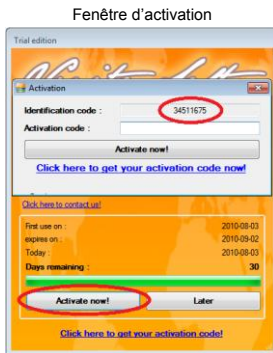 Fenêtre d'activation
Trial edition
Activation
Identification code :
34511675
Activation code :
Activate now!
Click here to get your activation code now!
Click here to contact us!
First use on :
2010-08-03
expires on :
2010-09-02
Today :
2010-08-03
Days remaining :
30
Activate now!
Later
Click here to get your activation code!